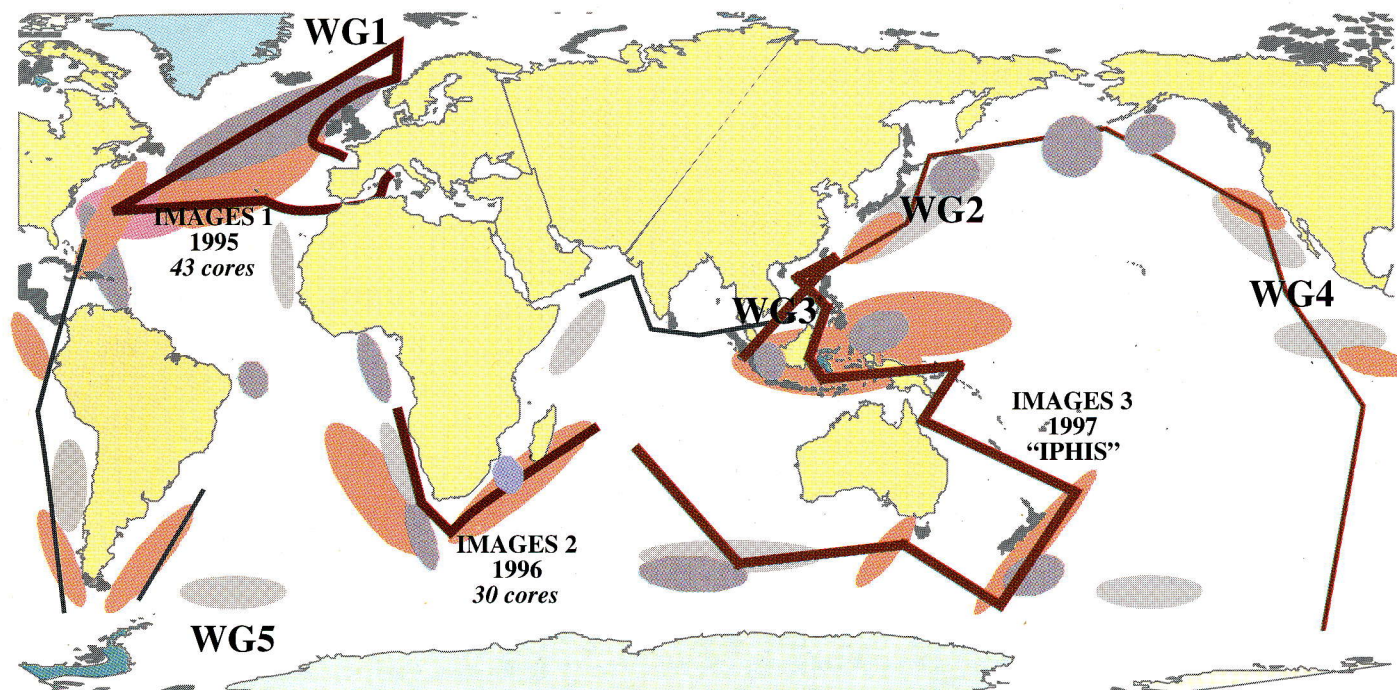 WG1
IMAGES 1
1995
43 cores
WG2
WG3
WG4
IMAGES 3
1997
“IPHIS”
IMAGES 2
1996
30 cores
WG5